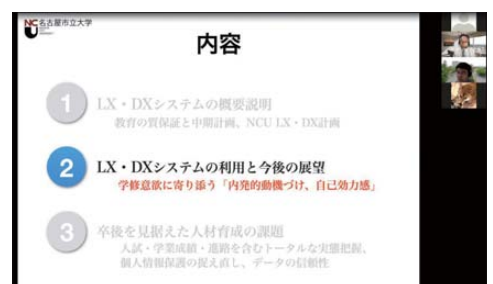 NC 名古屋市立大学
内容
1 LX・DXシステムの概要説明
教育の質保証と中期計画、NCU LX・DX計画
2 LX・DXシステムの利用と今後の展望
学修意欲に寄り添う「内発的動機づけ、自己効力感」
3 卒後を見据えた人材育成の課題
入試・学業成績・進路を含むトータルな実態把握、
個人情報保護の捉え直し、データの信頼性